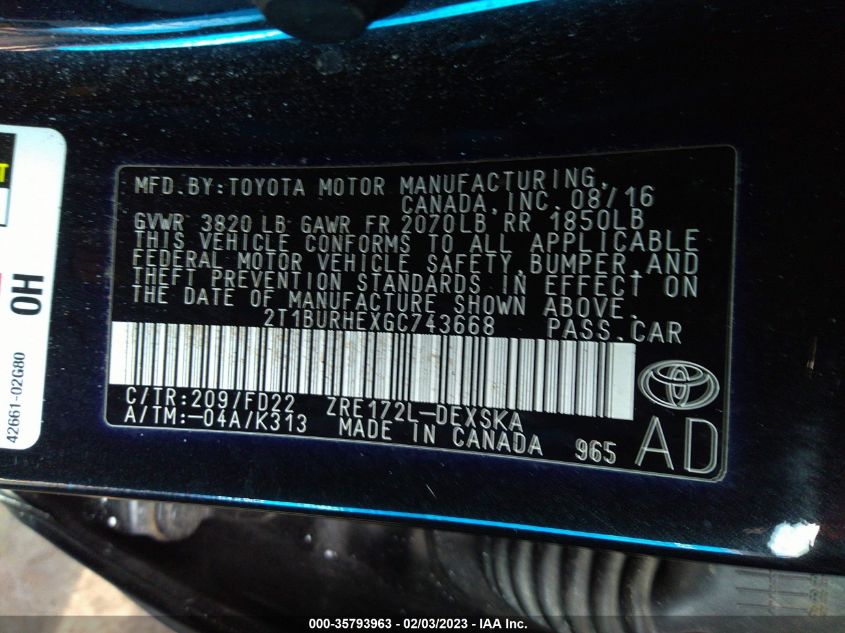 MFD.BY:TOYOTA MOTOR MANUFACTURING,
CANADA,INC. 08/16
GVWR 3820 LB GAWR FR 2070LB RR 1850LB
THIS VEHICLE CONFORMS TO ALL APPLICABLE
FEDERAL MOTOR VEHICLE SAFETY,BUMPER,AND
THEFT PREVENTION STANDARDS IN EFFECT ON
THE DATE OF MANUFACTURE SHOWN ABOVE.
2T1BURHEXGC743668 PASS.CAR
C/TR:209/FD22 ZRE172L-DEXSKA
A/TM:-04A/K313 MADE IN CANADA 965
AD
OH
42661-02G80
000-35793963 - 02/03/2023 - IAA Inc.